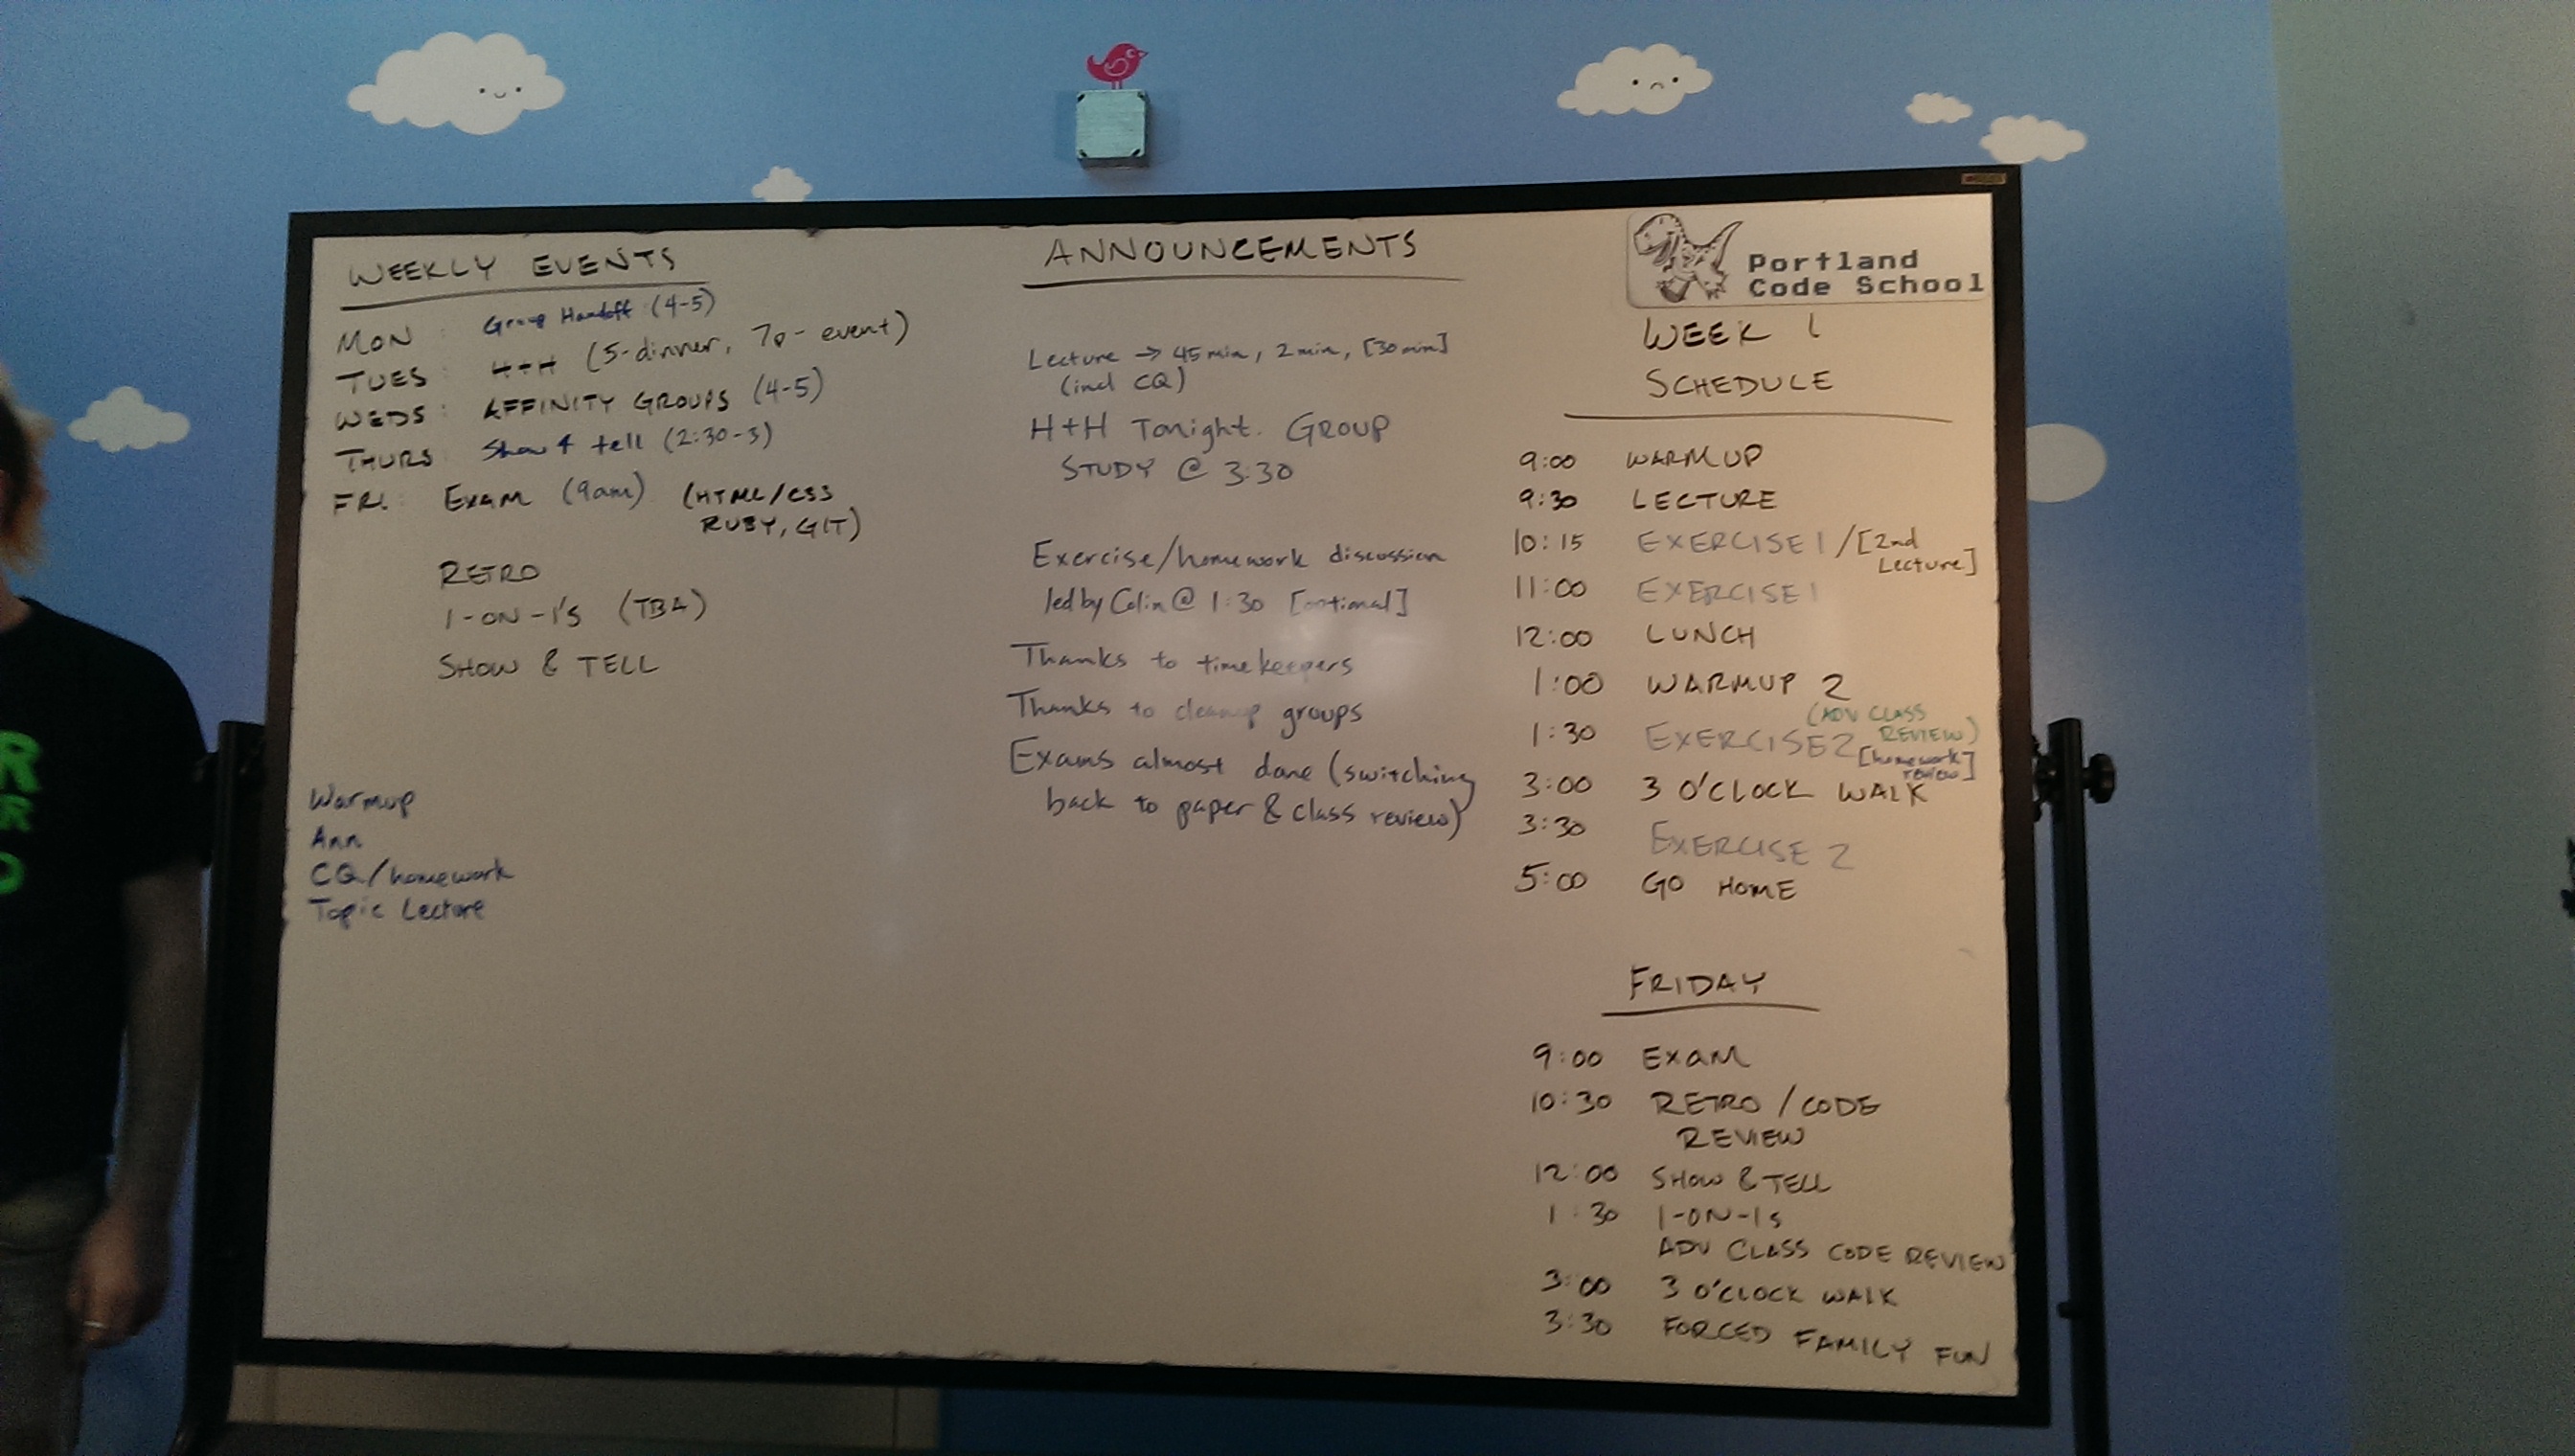 WEEKLY EVENTS
MON : Group Handoff (4-5)
TUES : H+H (5-dinner, 7p- event)
WEDS : AFFINITY GROUPS (4-5)
THURS : Show & tell (2:30-3)
FRI. : EXAM (9am) (HTML/CSS
RUBY, GIT)
RETRO
1-ON-1'S (TBA)
SHOW & TELL
Warmup
Ann
CQ/homework
Topic Lecture
ANNOUNCEMENTS
Lecture → 45min, 2min, [30min]
(incl CQ)
H+H Tonight. GROUP
STUDY @ 3:30
Exercise/homework discussion
led by Colin @ 1:30 [optional]
Thanks to timekeepers
Thanks to cleanup groups
Exams almost done (switching
back to paper & class review)
Portland
Code School
WEEK 1
SCHEDULE
9:00 WARMUP
9:30 LECTURE
10:15 EXERCISE 1 / [2nd
Lecture]
11:00 EXERCISE 1
12:00 LUNCH
1:00 WARMUP 2
(ADV CLASS
REVIEW)
1:30 EXERCISE 2 [homework
review]
3:00 3 O'CLOCK WALK
3:30 EXERCISE 2
5:00 GO HOME
FRIDAY
9:00 EXAM
10:30 RETRO / CODE
REVIEW
12:00 SHOW & TELL
1:30 1-ON-1s
ADV CLASS CODE REVIEW
3:00 3 O'CLOCK WALK
3:30 FORCED FAMILY FUN